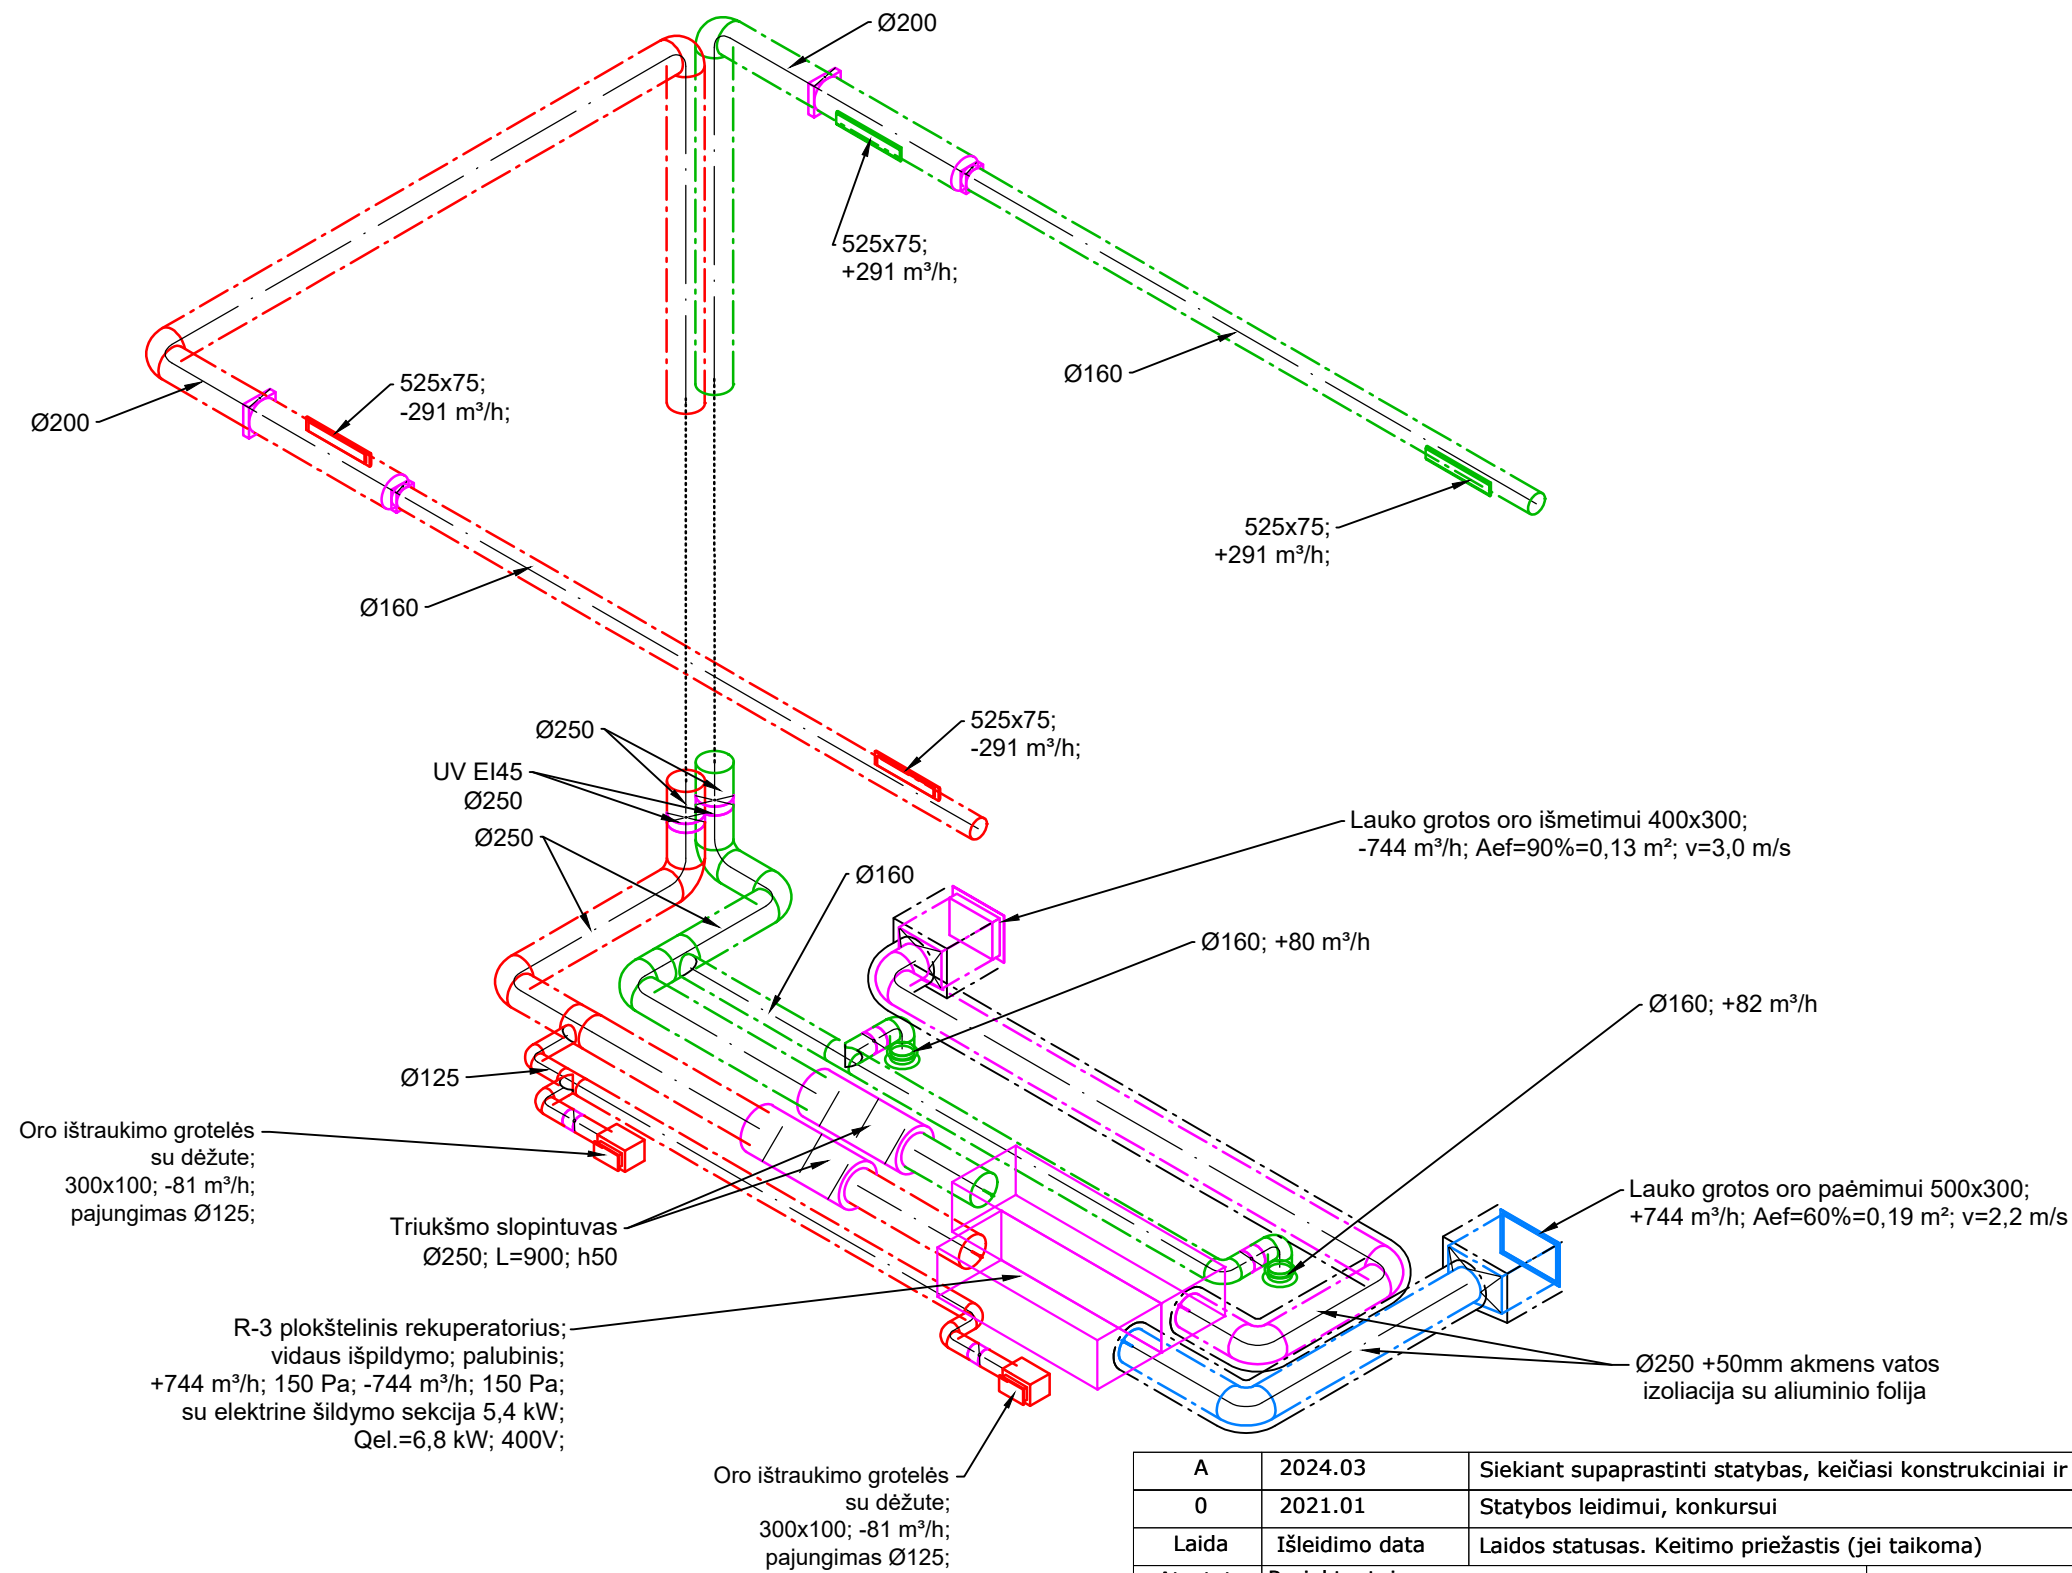 Ø200
525x75;
+291 m³/h;
Ø160
525x75;
-291 m³/h;
Ø200
525x75;
+291 m³/h;
Ø160
525x75;
-291 m³/h;
Ø250
UV EI45
Ø250
Ø250
Ø160
Lauko grotos oro išmetimui 400x300;
-744 m³/h; Aef=90%=0,13 m²; v=3,0 m/s
Ø160; +80 m³/h
Ø160; +82 m³/h
Ø125
Oro ištraukimo grotelės
su dėžute;
300x100; -81 m³/h;
pajungimas Ø125;
Triukšmo slopintuvas
Ø250; L=900; h50
Lauko grotos oro paėmimui 500x300;
+744 m³/h; Aef=60%=0,19 m²; v=2,2 m/s
R-3 plokštelinis rekuperatorius;
vidaus išpildymo; palubinis;
+744 m³/h; 150 Pa; -744 m³/h; 150 Pa;
su elektrine šildymo sekcija 5,4 kW;
Qel.=6,8 kW; 400V;
Ø250 +50mm akmens vatos
izoliacija su aliuminio folija
Oro ištraukimo grotelės
su dėžute;
300x100; -81 m³/h;
pajungimas Ø125;
A 2024.03 Siekiant supaprastinti statybas, keičiasi konstrukciniai ir
0 2021.01 Statybos leidimui, konkursui
Laida Išleidimo data Laidos statusas. Keitimo priežastis (jei taikoma)